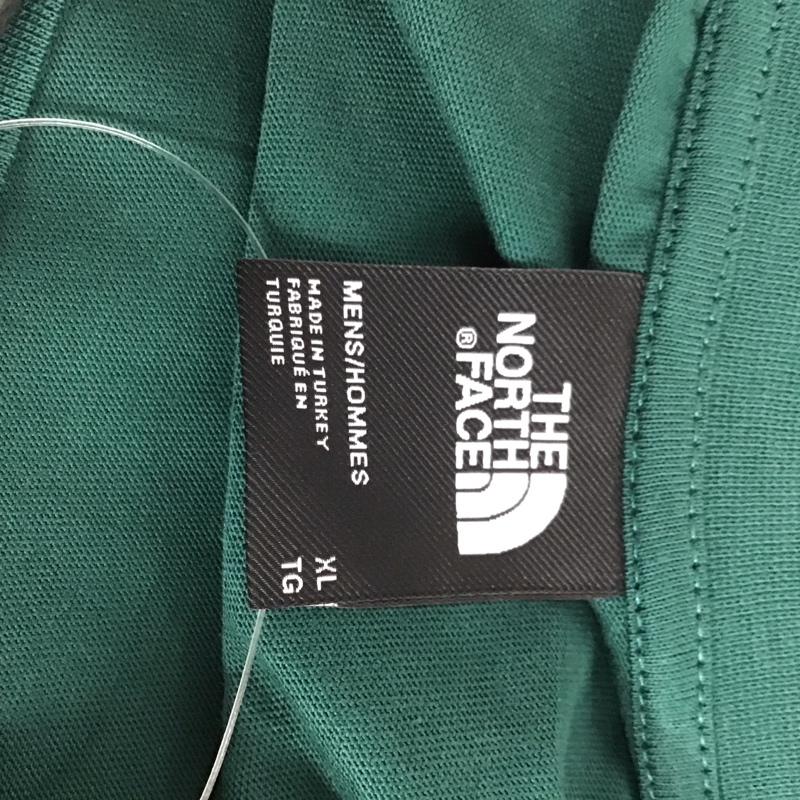 THE
NORTH
FACE®
MENS/HOMMES
MADE IN TURKEY
FABRIQUÉ EN
TURQUIE
XL
TG